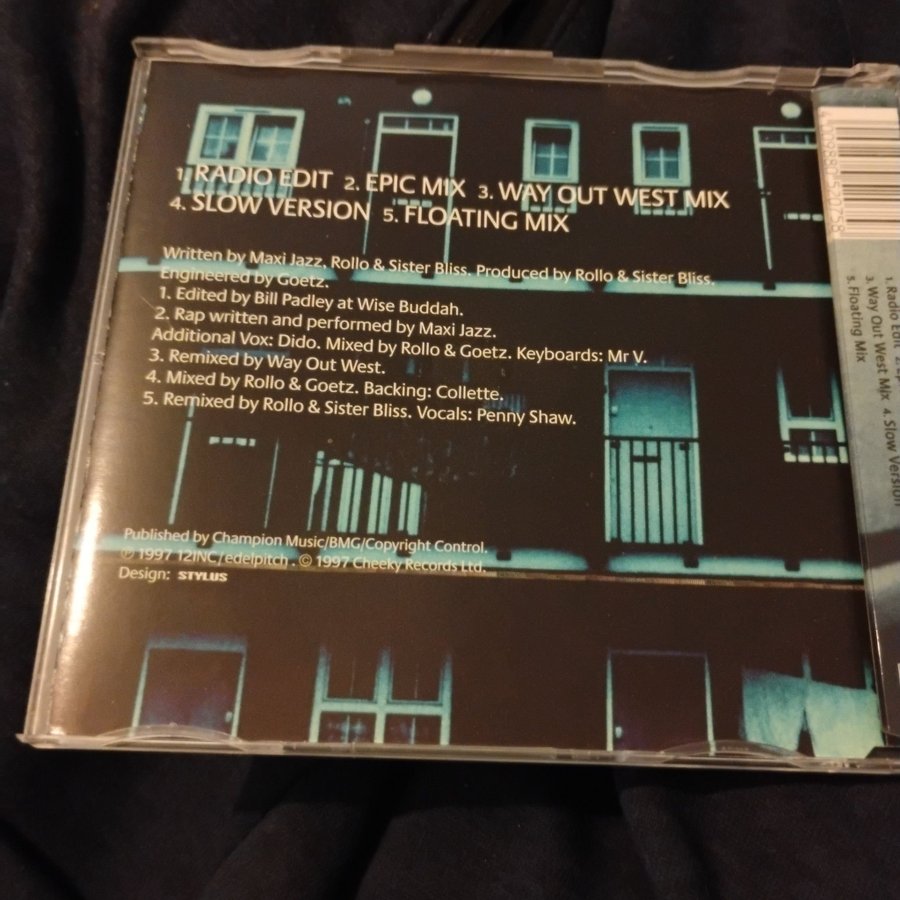 1. RADIO EDIT 2. EPIC MIX 3. WAY OUT WEST MIX
4. SLOW VERSION 5. FLOATING MIX
Written by Maxi Jazz, Rollo & Sister Bliss. Produced by Rollo & Sister Bliss.
Engineered by Goetz.
1. Edited by Bill Padley at Wise Buddah.
2. Rap written and performed by Maxi Jazz.
Additional Vox: Dido. Mixed by Rollo & Goetz. Keyboards: Mr V.
3. Remixed by Way Out West.
4. Mixed by Rollo & Goetz. Backing: Collette.
5. Remixed by Rollo & Sister Bliss. Vocals: Penny Shaw.
Published by Champion Music/BMG/Copyright Control.
℗ 1997 12INC/edelpitch . © 1997 Cheeky Records Ltd.
Design: STYLUS
1. Radio Edit
3. Way Out West Mix 4. Slow Version
5. Floating Mix